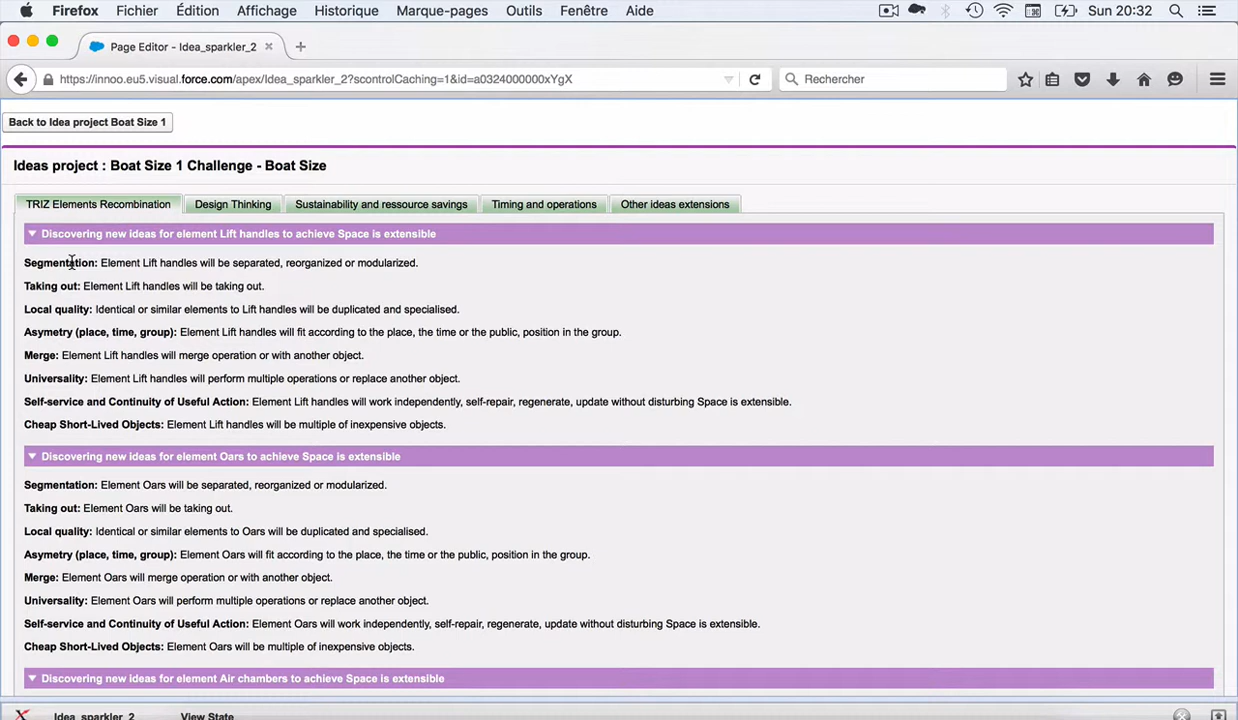 Firefox Fichier Édition Affichage Historique Marque-pages Outils Fenêtre Aide Sun 20:32
Page Editor - Idea_sparkler_2
https://innoo.eu5.visual.force.com/apex/Idea_sparkler_2?scontrolCaching=1&id=a0324000000xYgX Rechercher
Back to Idea project Boat Size 1
Ideas project : Boat Size 1 Challenge - Boat Size
TRIZ Elements Recombination Design Thinking Sustainability and ressource savings Timing and operations Other ideas extensions
Discovering new ideas for element Lift handles to achieve Space is extensible
Segmentation: Element Lift handles will be separated, reorganized or modularized.
Taking out: Element Lift handles will be taking out.
Local quality: Identical or similar elements to Lift handles will be duplicated and specialised.
Asymetry (place, time, group): Element Lift handles will fit according to the place, the time or the public, position in the group.
Merge: Element Lift handles will merge operation or with another object.
Universality: Element Lift handles will perform multiple operations or replace another object.
Self-service and Continuity of Useful Action: Element Lift handles will work independently, self-repair, regenerate, update without disturbing Space is extensible.
Cheap Short-Lived Objects: Element Lift handles will be multiple of inexpensive objects.
Discovering new ideas for element Oars to achieve Space is extensible
Segmentation: Element Oars will be separated, reorganized or modularized.
Taking out: Element Oars will be taking out.
Local quality: Identical or similar elements to Oars will be duplicated and specialised.
Asymetry (place, time, group): Element Oars will fit according to the place, the time or the public, position in the group.
Merge: Element Oars will merge operation or with another object.
Universality: Element Oars will perform multiple operations or replace another object.
Self-service and Continuity of Useful Action: Element Oars will work independently, self-repair, regenerate, update without disturbing Space is extensible.
Cheap Short-Lived Objects: Element Oars will be multiple of inexpensive objects.
Discovering new ideas for element Air chambers to achieve Space is extensible
Idea_sparkler_2 View State